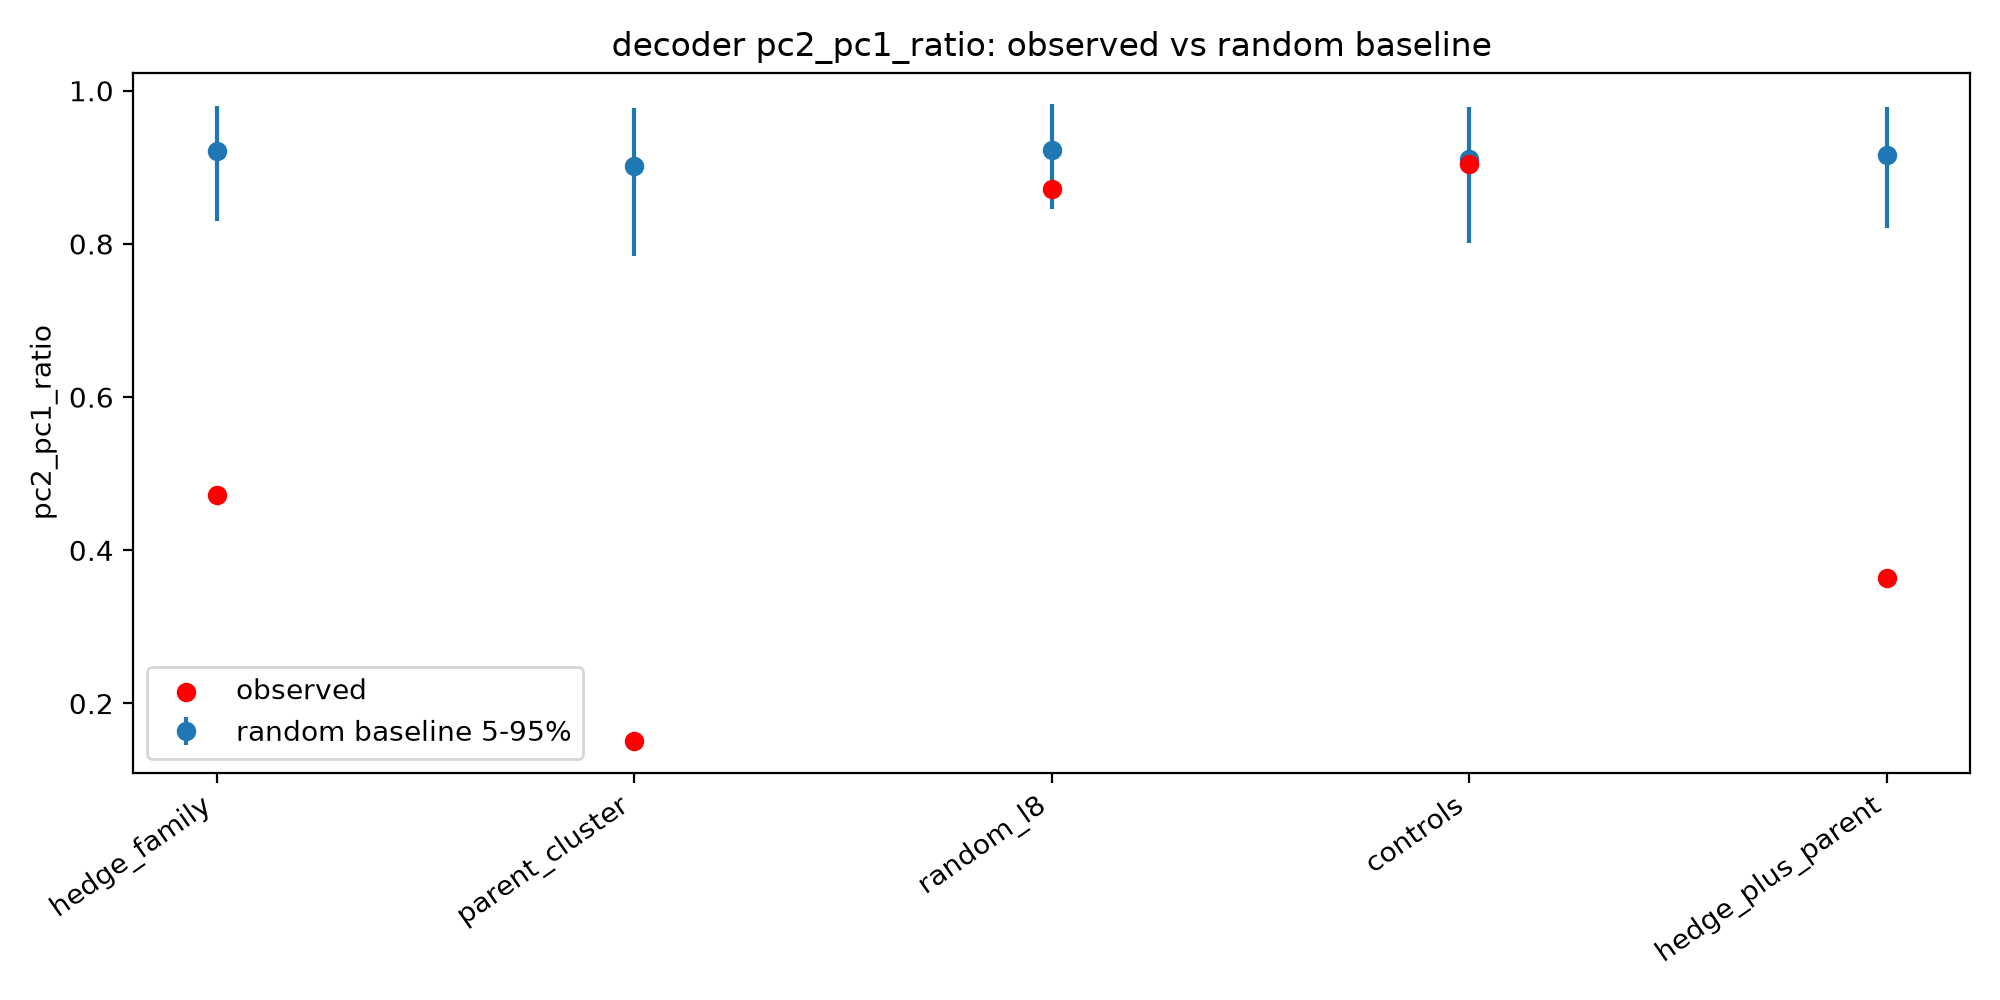 decoder pc2_pc1_ratio: observed vs random baseline
pc2_pc1_ratio
1.0
0.8
0.6
0.4
0.2
observed
random baseline 5-95%
hedge_family
parent_cluster
random_l8
controls
hedge_plus_parent